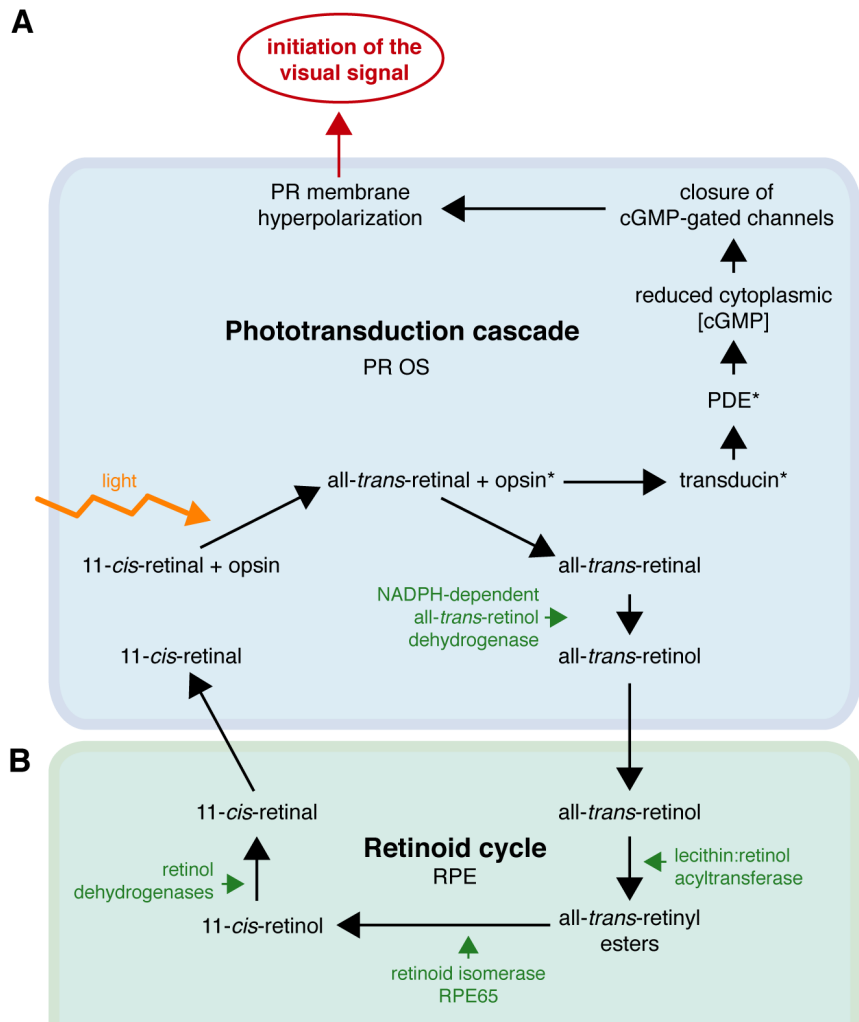 A
initiation of the
visual signal
PR membrane
hyperpolarization
closure of
cGMP-gated channels
reduced cytoplasmic
[cGMP]
Phototransduction cascade
PR OS
PDE*
light
all-trans-retinal + opsin*
transducin*
11-cis-retinal + opsin
all-trans-retinal
NADPH-dependent
all-trans-retinol
dehydrogenase
11-cis-retinal
all-trans-retinol
B
11-cis-retinal
all-trans-retinol
Retinoid cycle
RPE
lecithin:retinol
acyltransferase
retinol
dehydrogenases
11-cis-retinol
all-trans-retinyl
esters
retinoid isomerase
RPE65